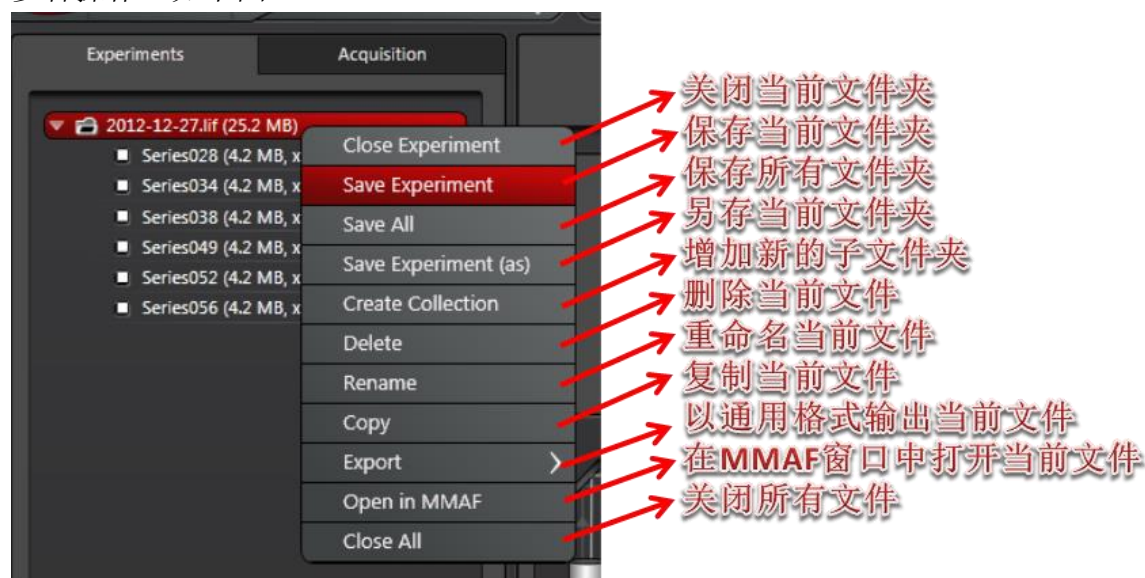 Experiments
Acquisition
2012-12-27.lif (25.2 MB)
Series028 (4.2 MB, x
Series034 (4.2 MB, x
Series038 (4.2 MB, x
Series049 (4.2 MB, x
Series052 (4.2 MB, x
Series056 (4.2 MB, x
Close Experiment
Save Experiment
Save All
Save Experiment (as)
Create Collection
Delete
Rename
Copy
Export
Open in MMAF
Close All
关闭当前文件夹
保存当前文件夹
保存所有文件夹
另存当前文件夹
增加新的子文件夹
删除当前文件
重命名当前文件
复制当前文件
以通用格式输出当前文件
在MMAF窗口中打开当前文件
关闭所有文件